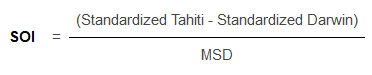 (Standardized Tahiti - Standardized Darwin)
SOI =
MSD